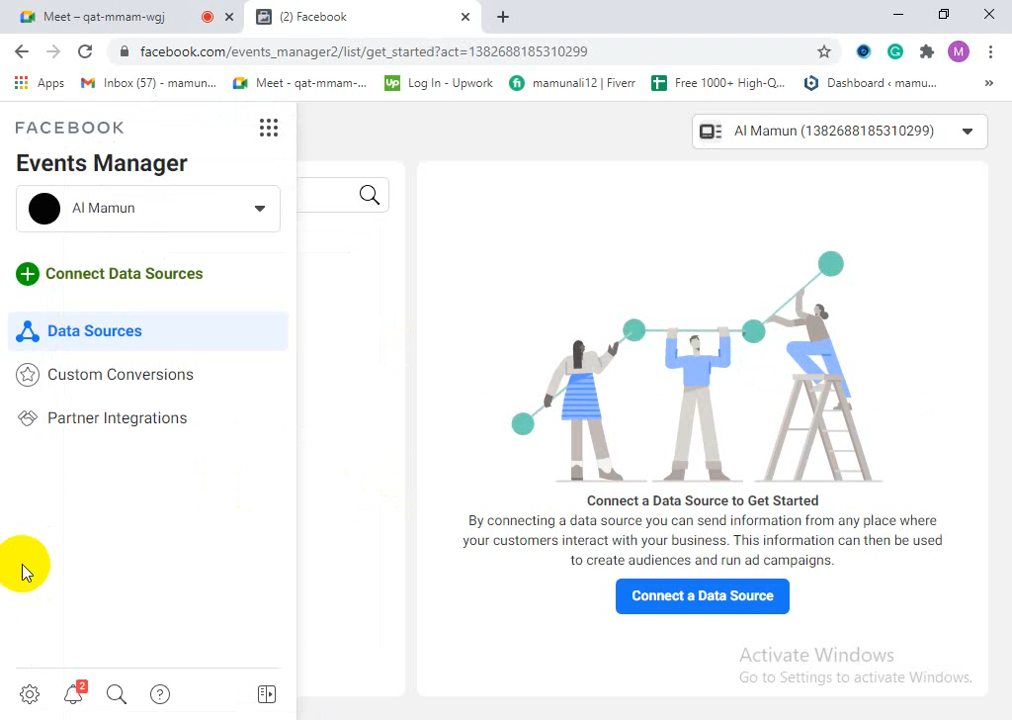 Meet – qat-mmam-wgj
(2) Facebook
facebook.com/events_manager2/list/get_started?act=1382688185310299
M
Apps
Inbox (57) - mamun...
Meet - qat-mmam-...
up
Log In - Upwork
fi
mamunali12 | Fiverr
Free 1000+ High-Q...
Dashboard ‹ mamu...
»
FACEBOOK
Events Manager
Al Mamun
Connect Data Sources
Data Sources
Custom Conversions
Partner Integrations
2
Al Mamun (1382688185310299)
Connect a Data Source to Get Started
By connecting a data source you can send information from any place where
your customers interact with your business. This information can then be used
to create audiences and run ad campaigns.
Connect a Data Source
Activate Windows
Go to Settings to activate Windows.